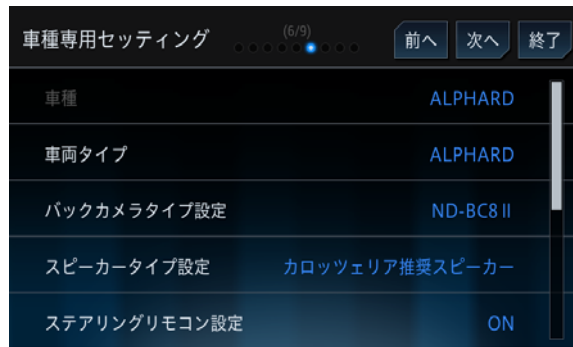 車種専用セッティング (6/9) 前へ 次へ 終了
車種 ALPHARD
車両タイプ ALPHARD
バックカメラタイプ設定 ND-BC8Ⅱ
スピーカータイプ設定 カロッツェリア推奨スピーカー
ステアリングリモコン設定 ON